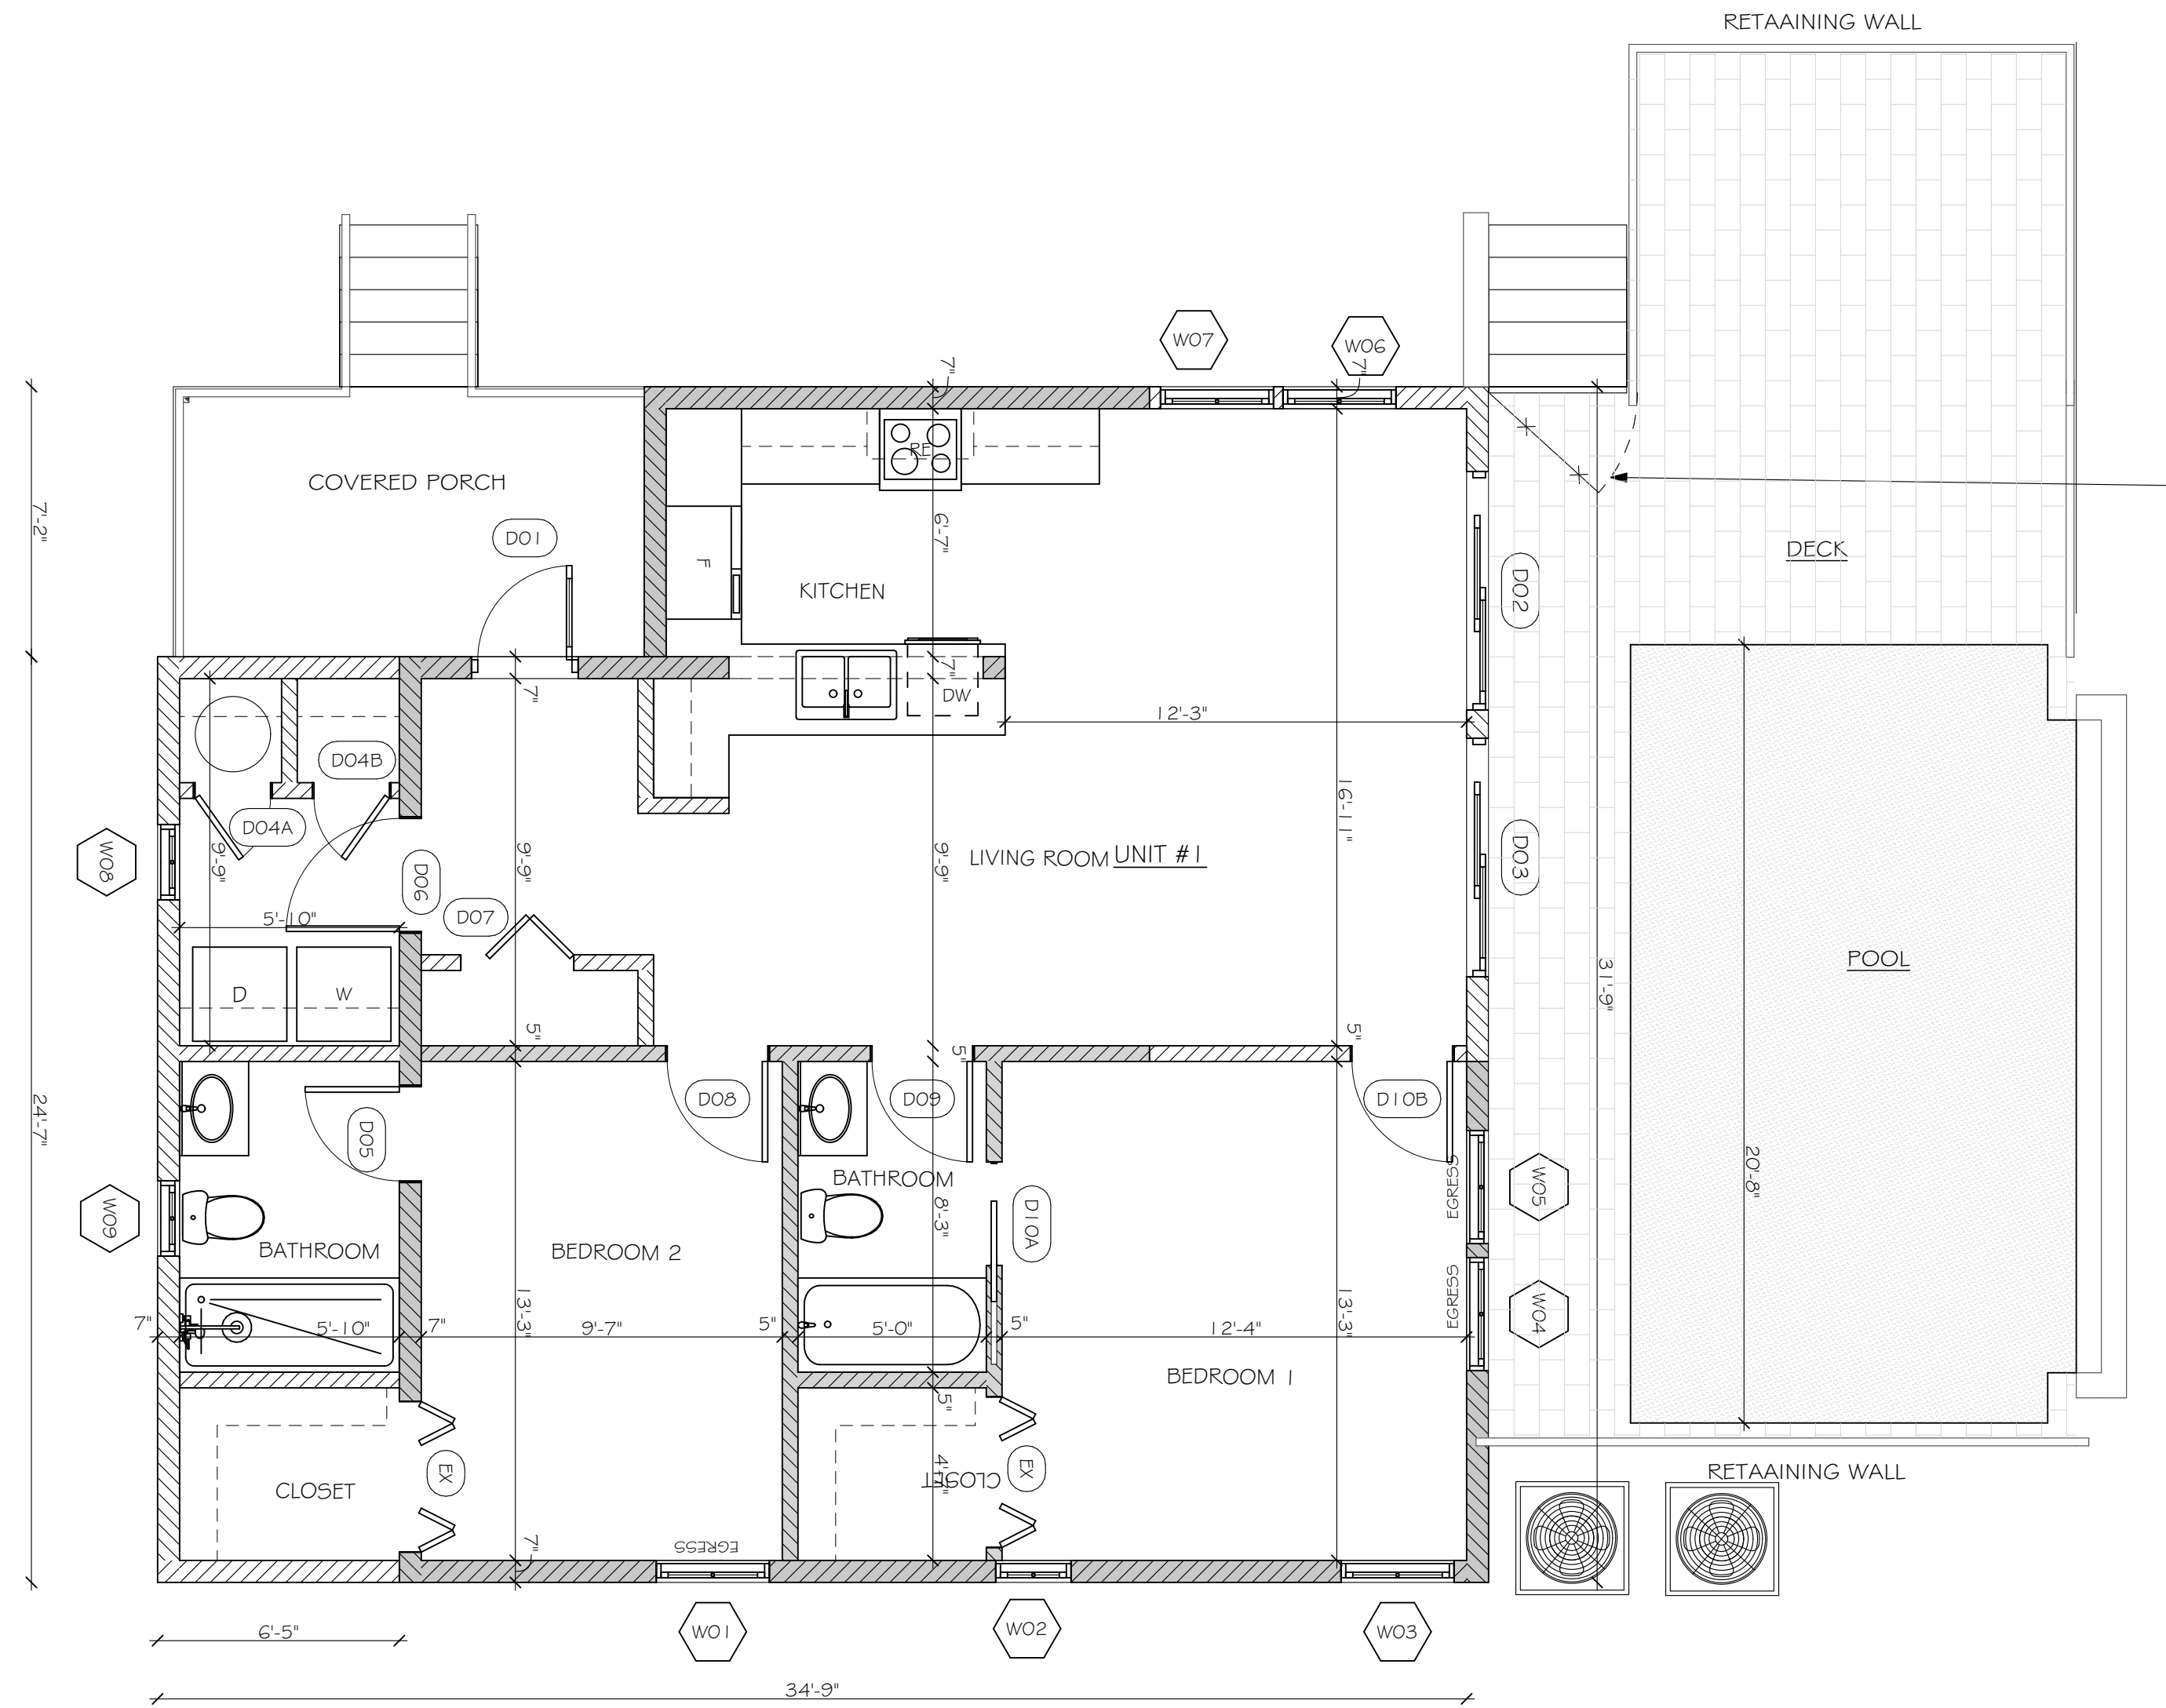 RETAAINING WALL
W07
W06
7"
7"
COVERED PORCH
RE
7'-2"
6'-7"
D01
DECK
F
KITCHEN
D02
7"
7"
DW
12'-3"
D04B
16'-11"
D04A
W08
9'-9"
9'-9"
9'-9"
LIVING ROOM
UNIT #1
D03
D06
D07
5'-10"
POOL
31'-9"
D
W
5"
5"
5"
24'-7"
D08
D09
D10B
D05
BATHROOM
EGRESS
W05
20'-8"
W09
8'-3"
D10A
BATHROOM
BEDROOM 2
EGRESS
W04
7"
5'-10"
7"
13'-3"
9'-7"
5"
5'-0"
5"
12'-4"
13'-3"
BEDROOM 1
5"
CLOSET
EX
CLOSET
EX
RETAAINING WALL
7"
EGRESS
6'-5"
W01
W02
W03
34'-9"